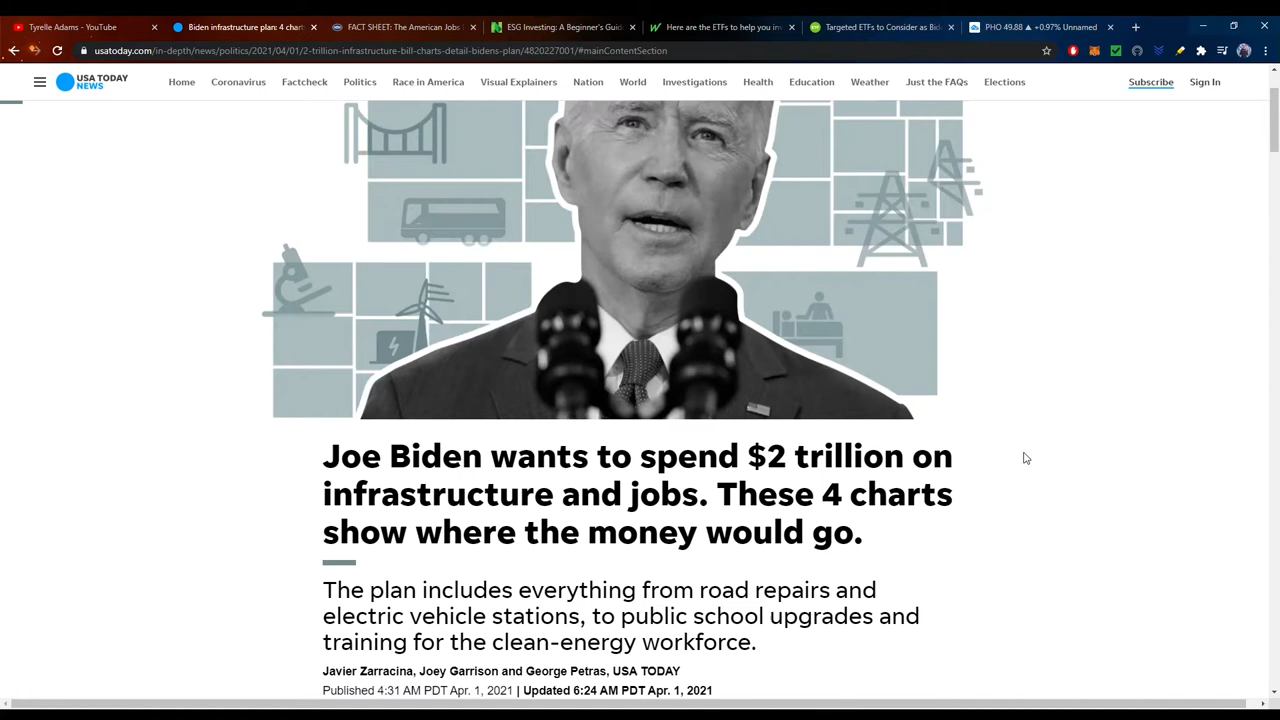 Tyrelle Adams - YouTube
Biden infrastructure plan: 4 chart
FACT SHEET: The American Jobs
ESG Investing: A Beginner's Guid
Here are the ETFs to help you inv
Targeted ETFs to Consider as Bid
PHO 49.88 ▲ +0.97% Unnamed
usatoday.com/in-depth/news/politics/2021/04/01/2-trillion-infrastructure-bill-charts-detail-bidens-plan/4820227001/#mainContentSection
USA TODAY
NEWS
Home
Coronavirus
Factcheck
Politics
Race in America
Visual Explainers
Nation
World
Investigations
Health
Education
Weather
Just the FAQs
Elections
Subscribe
Sign In
Joe Biden wants to spend $2 trillion on
infrastructure and jobs. These 4 charts
show where the money would go.
The plan includes everything from road repairs and
electric vehicle stations, to public school upgrades and
training for the clean-energy workforce.
Javier Zarracina, Joey Garrison and George Petras, USA TODAY
Published 4:31 AM PDT Apr. 1, 2021 | Updated 6:24 AM PDT Apr. 1, 2021